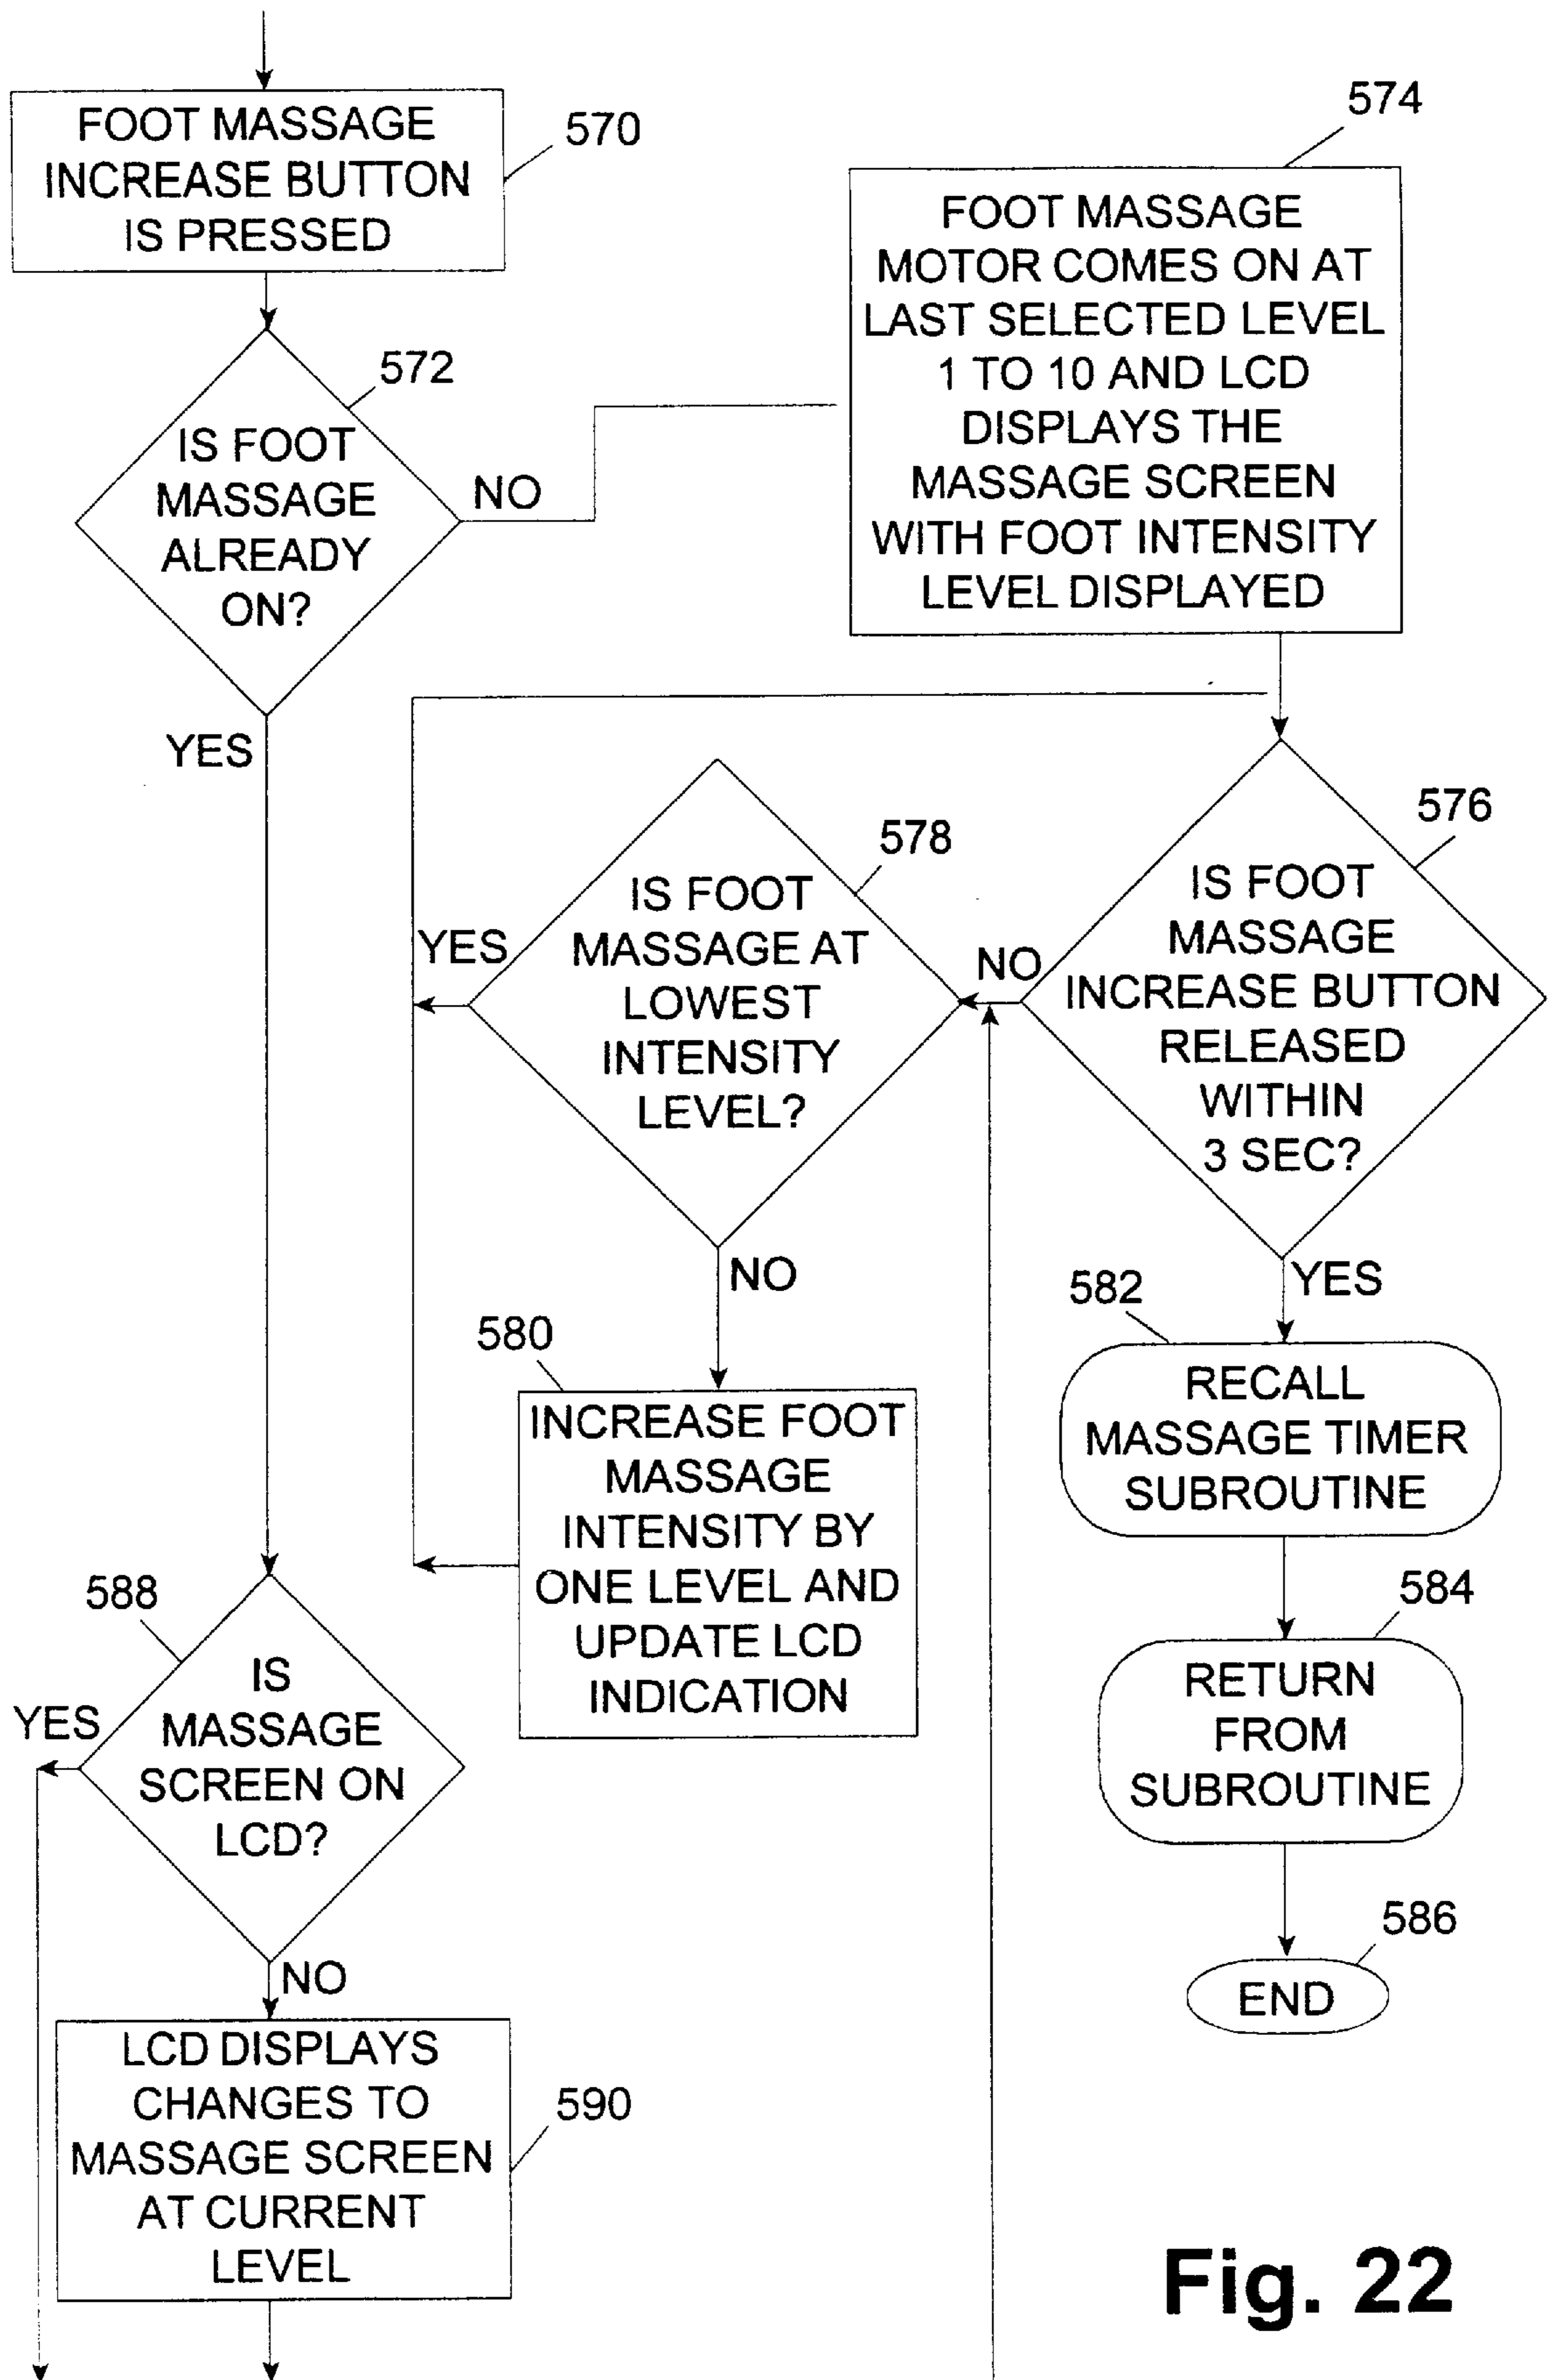 FOOT MASSAGE
INCREASE BUTTON
IS PRESSED
570
572
IS FOOT
MASSAGE
ALREADY
ON?
NO
YES
574
FOOT MASSAGE
MOTOR COMES ON AT
LAST SELECTED LEVEL
1 TO 10 AND LCD
DISPLAYS THE
MASSAGE SCREEN
WITH FOOT INTENSITY
LEVEL DISPLAYED
576
IS FOOT
MASSAGE
INCREASE BUTTON
RELEASED
WITHIN
3 SEC?
NO
YES
578
IS FOOT
MASSAGE AT
LOWEST
INTENSITY
LEVEL?
YES
NO
580
INCREASE FOOT
MASSAGE
INTENSITY BY
ONE LEVEL AND
UPDATE LCD
INDICATION
582
RECALL
MASSAGE TIMER
SUBROUTINE
584
RETURN
FROM
SUBROUTINE
586
END
588
IS
MASSAGE
SCREEN ON
LCD?
YES
NO
LCD DISPLAYS
CHANGES TO
MASSAGE SCREEN
AT CURRENT
LEVEL
590
Fig. 22